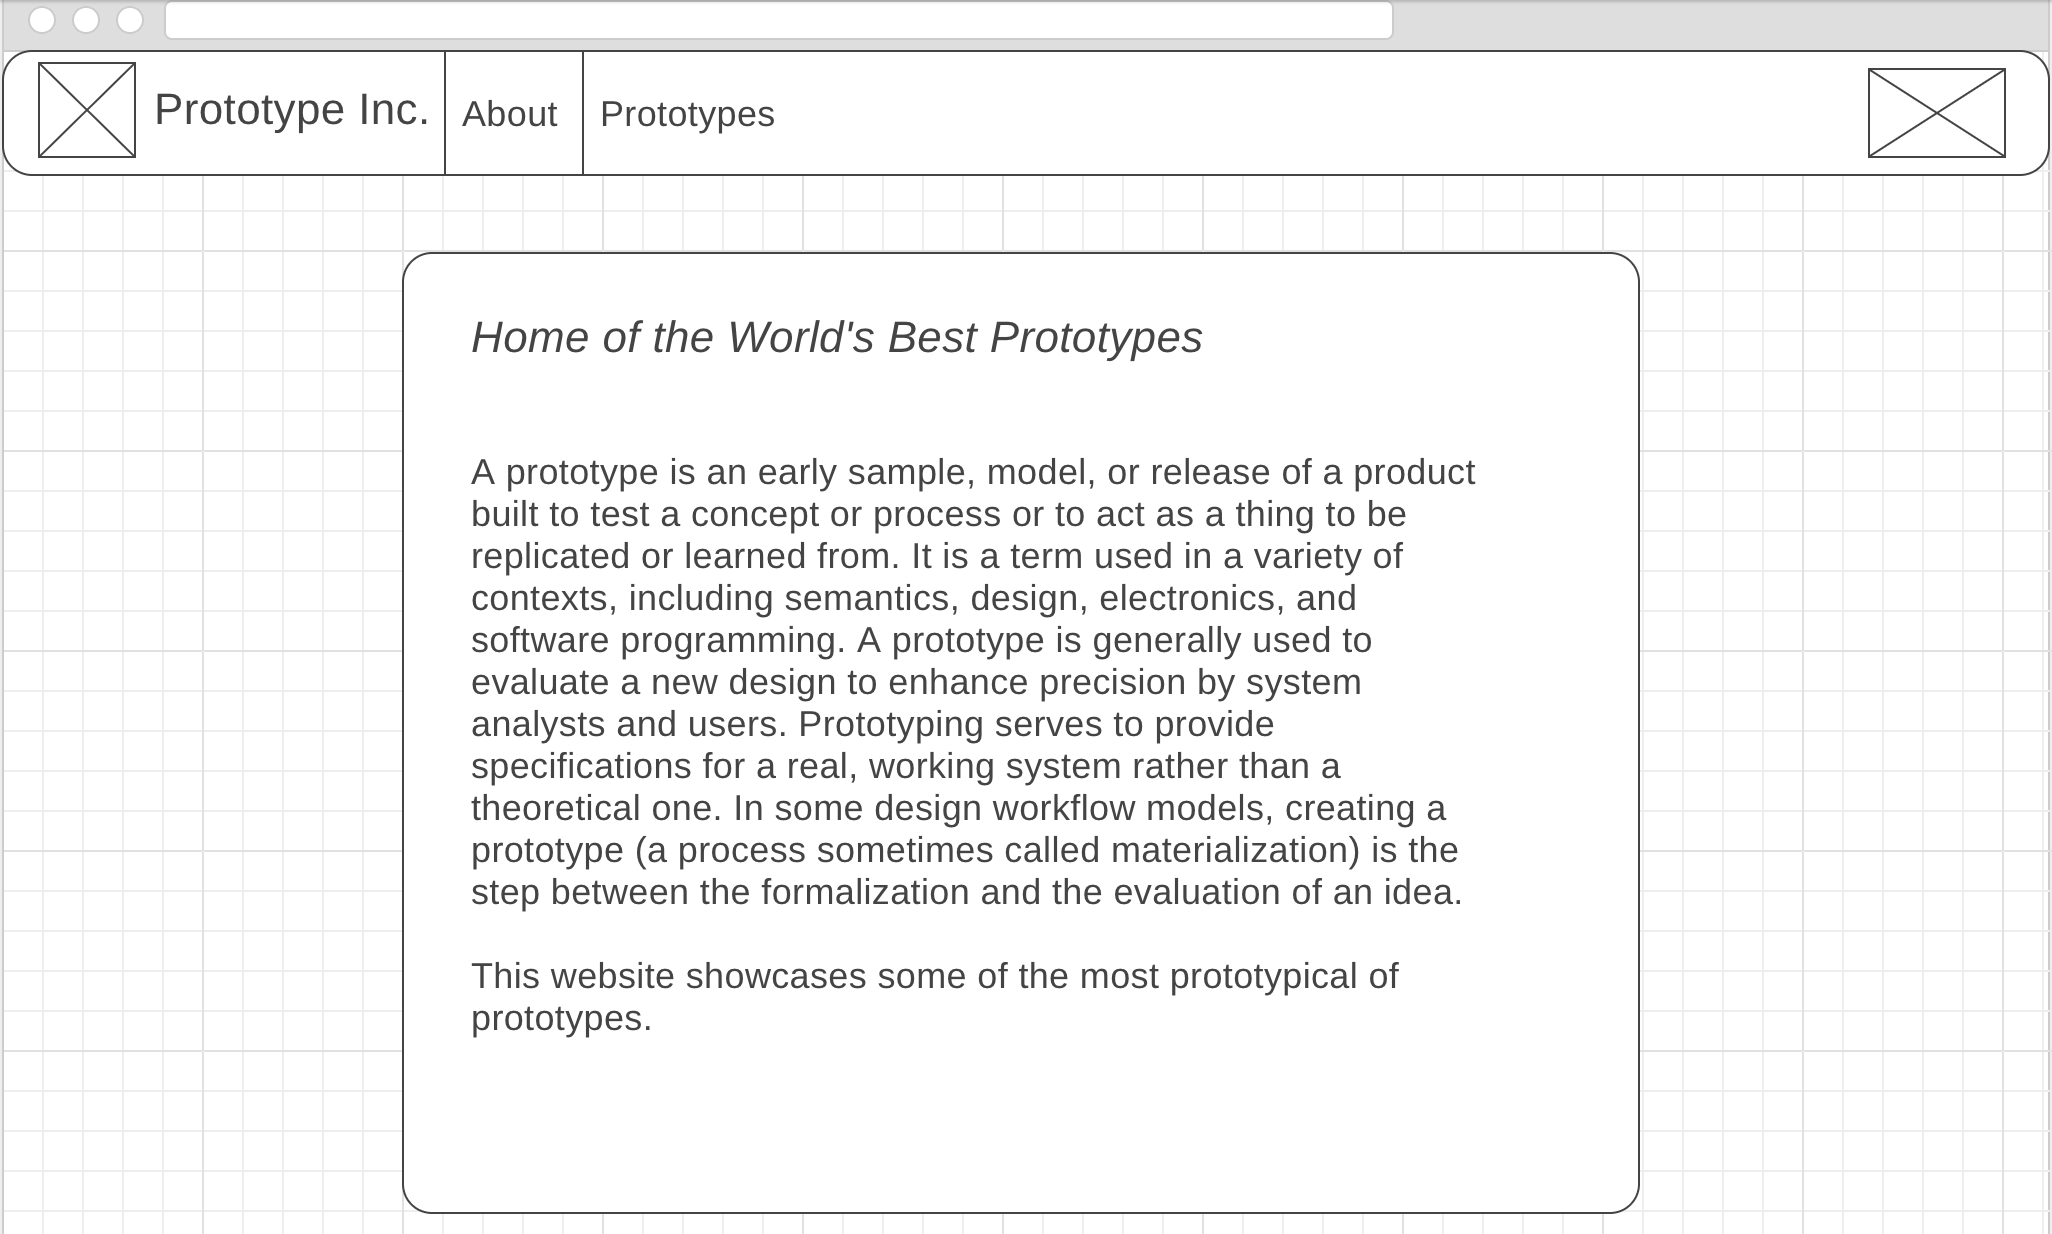 Prototype Inc.
About
Prototypes
Home of the World's Best Prototypes
A prototype is an early sample, model, or release of a product
built to test a concept or process or to act as a thing to be
replicated or learned from. It is a term used in a variety of
contexts, including semantics, design, electronics, and
software programming. A prototype is generally used to
evaluate a new design to enhance precision by system
analysts and users. Prototyping serves to provide
specifications for a real, working system rather than a
theoretical one. In some design workflow models, creating a
prototype (a process sometimes called materialization) is the
step between the formalization and the evaluation of an idea.
This website showcases some of the most prototypical of
prototypes.